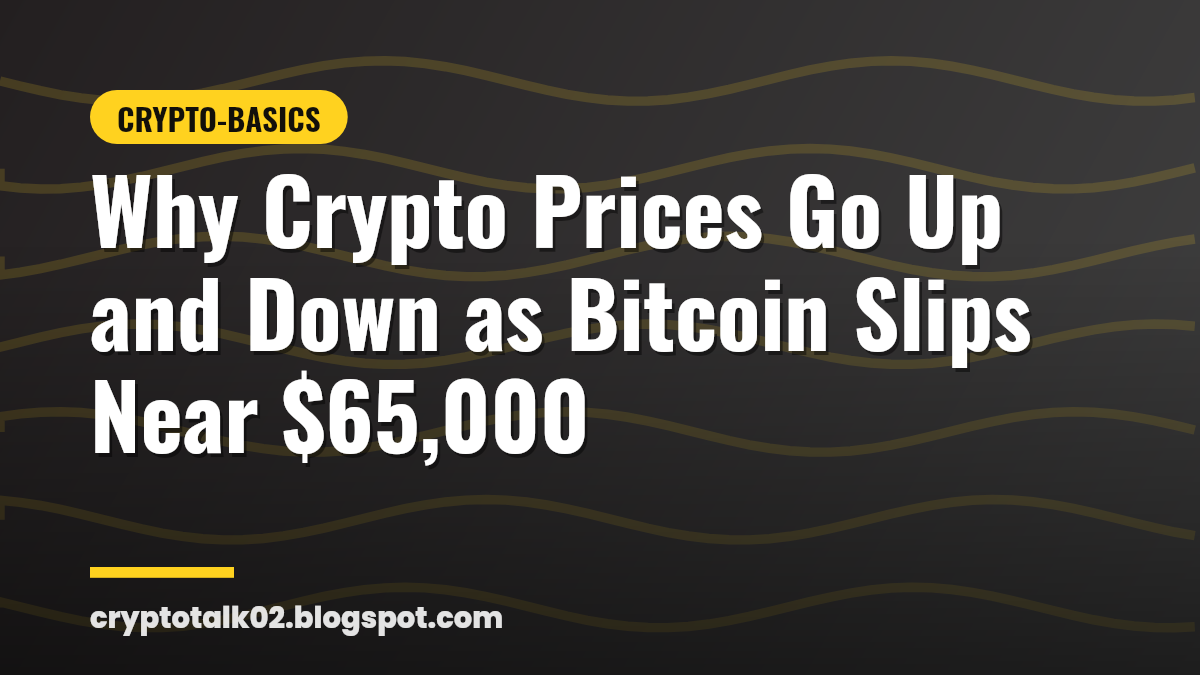 CRYPTO-BASICS
Why Crypto Prices Go Up
and Down as Bitcoin Slips
Near $65,000
cryptotalk02.blogspot.com